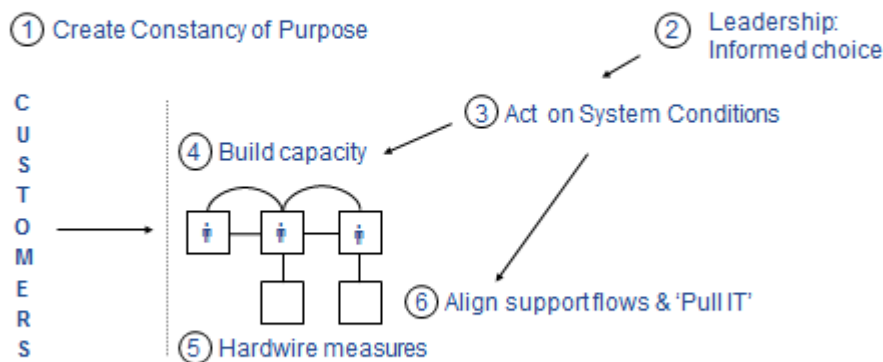 1 Create Constancy of Purpose
2 Leadership:
Informed choice
3 Act on System Conditions
4 Build capacity
C
U
S
T
O
M
E
R
S
6 Align support flows & ‘Pull IT’
5 Hardwire measures